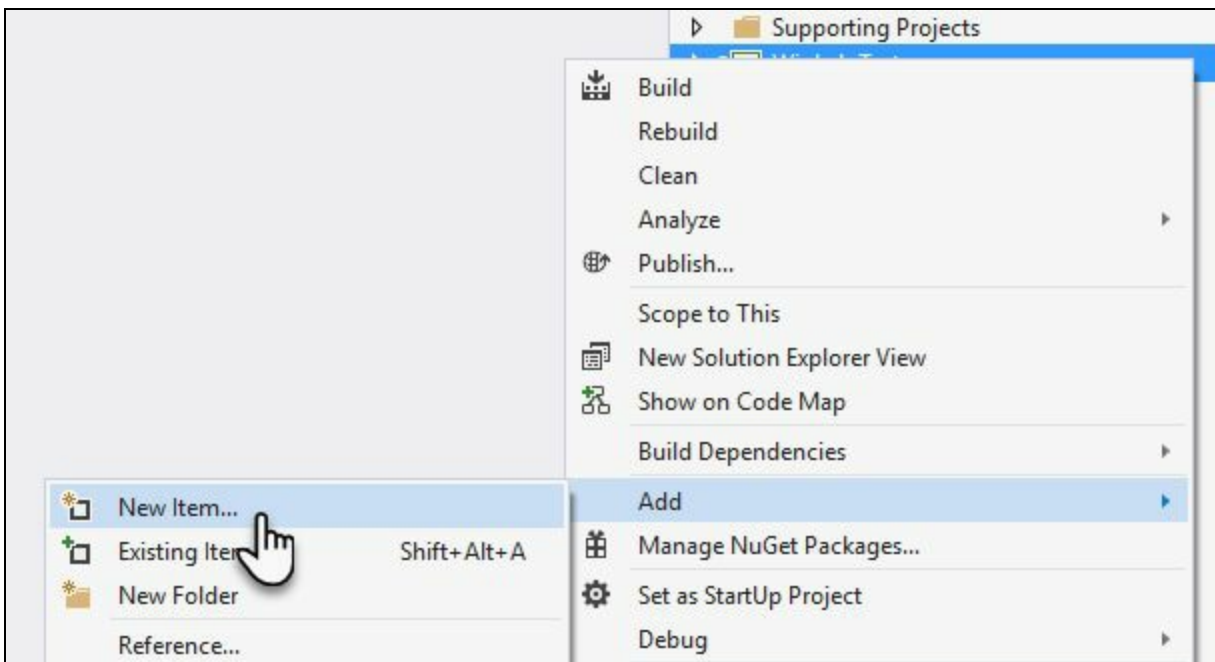 Supporting Projects
Build
Rebuild
Clean
Analyze
Publish...
Scope to This
New Solution Explorer View
Show on Code Map
Build Dependencies
Add
Manage NuGet Packages...
Set as StartUp Project
Debug
New Item...
Existing Shift+Alt+A
New Folder
Reference...